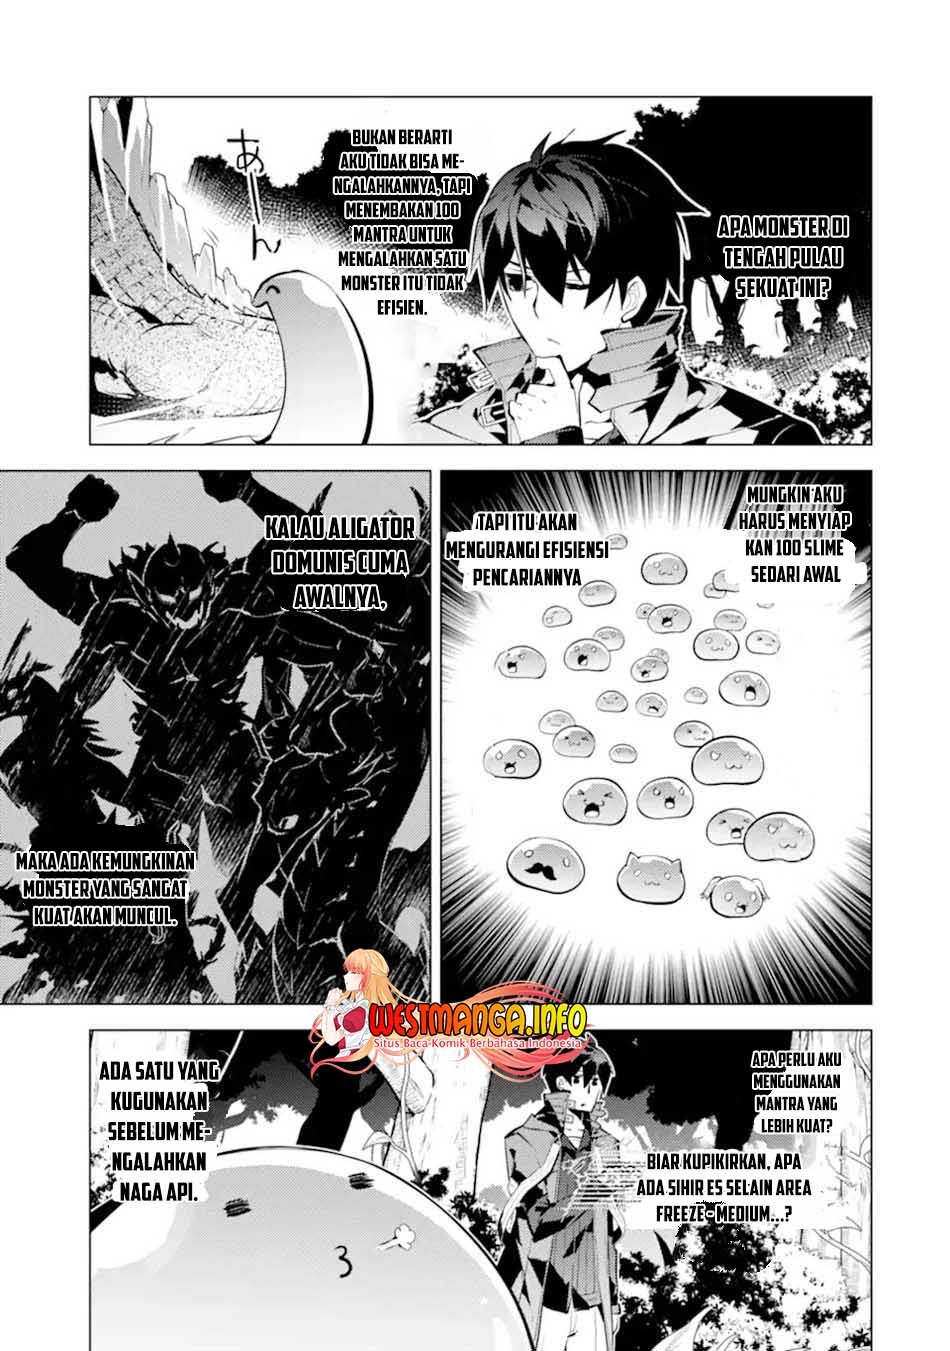 APA MONSTER DI
TENGAH PULAU
SEKUAT INI?
BUKAN BERARTI
AKU TIDAK BISA ME-
NGALAHKANNYA, TAPI
MENEMBAKAN 100
MANTRA UNTUK
MENGALAHKAN SATU
MONSTER ITU TIDAK
EFISIEN.
あーん
MUNGKIN AKU
HARUS MENYIAP
KAN 100 SLIME
SEDARI AWAL
TAPI ITU AKAN
MENGURANGI EFISIENSI
PENCARIANNYA
KALAU ALIGATOR
DOMUNIS CUMA
AWALNYA,
MAKA ADA KEMUNGKINAN
MONSTER YANG SANGAT
KUAT AKAN MUNCUL.
WESTMANGA.INFO
Situs Baca Komik Berbahasa Indonesia
APA PERLU AKU
MENGGUNAKAN
MANTRA YANG
LEBIH KUAT?
BIAR KUPIKIRKAN, APA
ADA SIHIR ES SELAIN AREA
FREEZE-MEDIUM...?
ADA SATU YANG
KUGUNAKAN
SEBELUM ME-
NGALAHKAN
NAGA API.